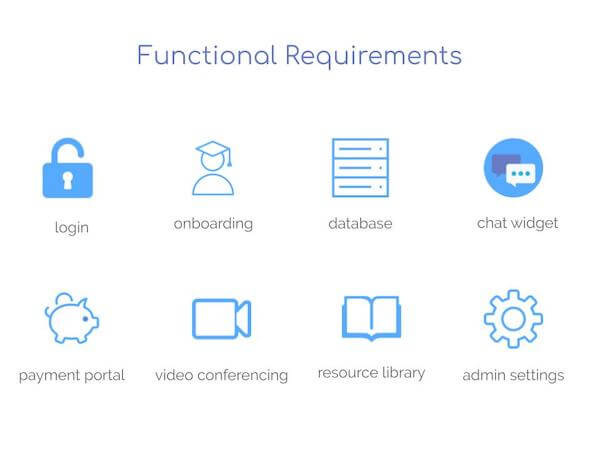 Functional Requirements
login
onboarding
database
chat widget
payment portal
video conferencing
resource library
admin settings